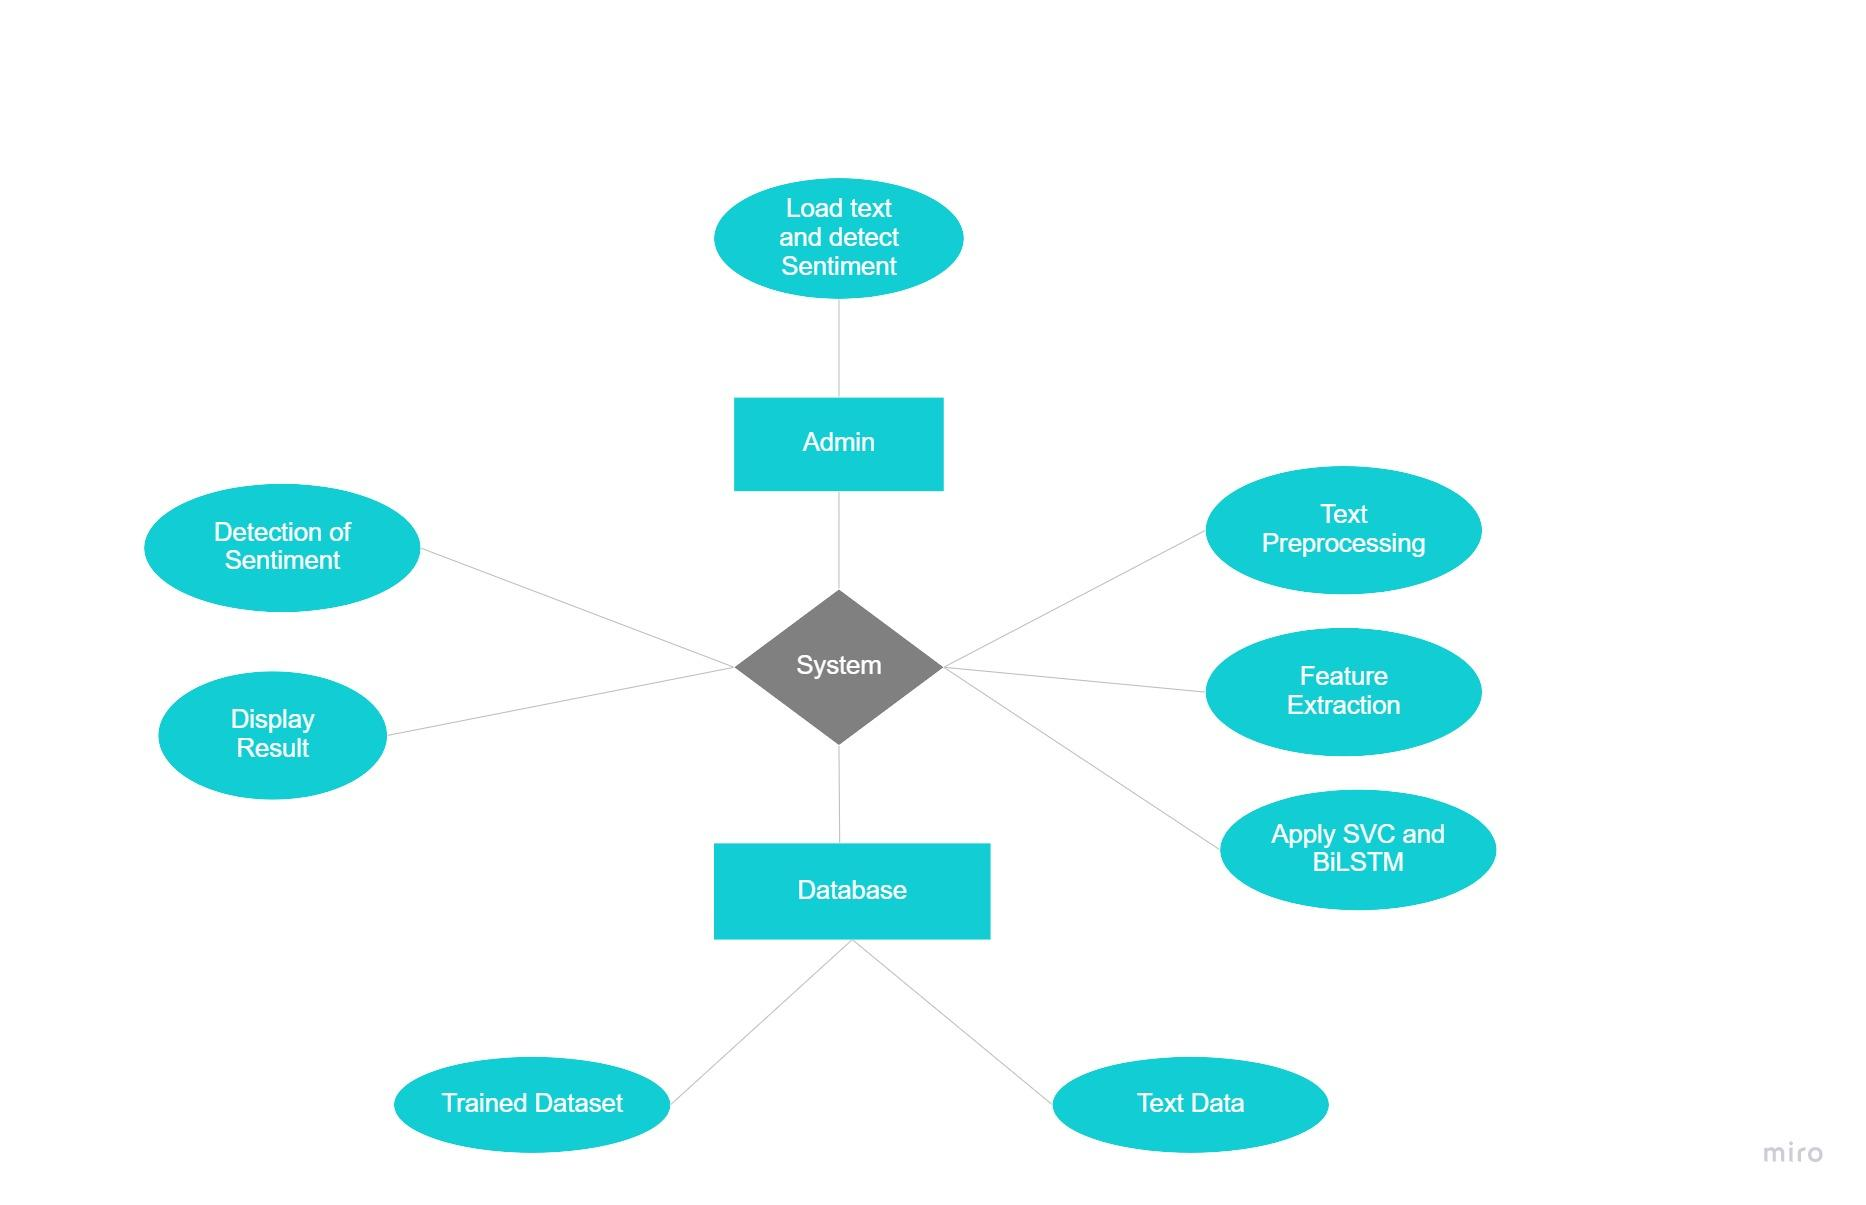 Load text
and detect
Sentiment
Admin
Detection of
Sentiment
Text
Preprocessing
System
Feature
Extraction
Display
Result
Apply SVC and
BiLSTM
Database
Trained Dataset
Text Data
miro